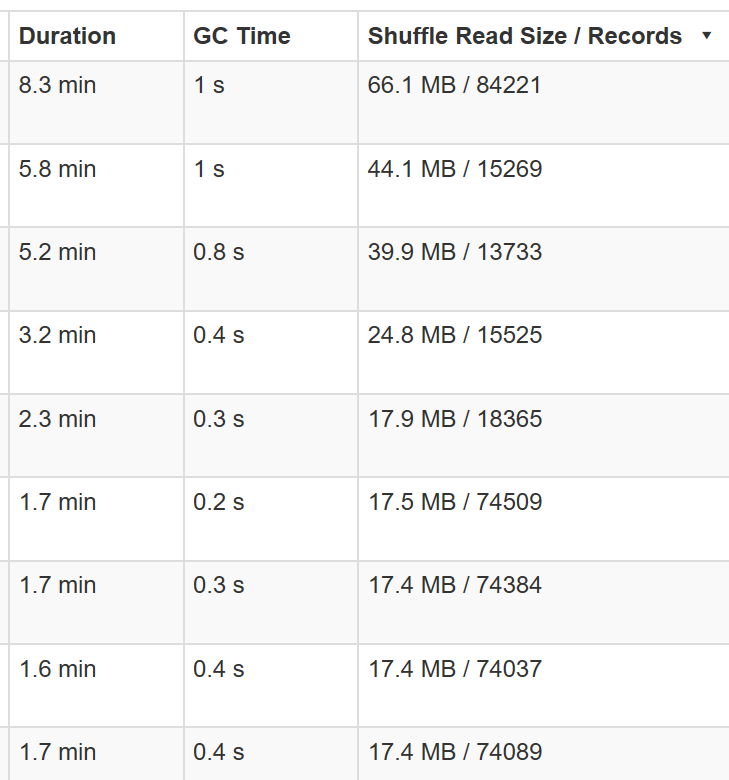 Duration GC Time Shuffle Read Size / Records ▼
8.3 min 1 s 66.1 MB / 84221
5.8 min 1 s 44.1 MB / 15269
5.2 min 0.8 s 39.9 MB / 13733
3.2 min 0.4 s 24.8 MB / 15525
2.3 min 0.3 s 17.9 MB / 18365
1.7 min 0.2 s 17.5 MB / 74509
1.7 min 0.3 s 17.4 MB / 74384
1.6 min 0.4 s 17.4 MB / 74037
1.7 min 0.4 s 17.4 MB / 74089